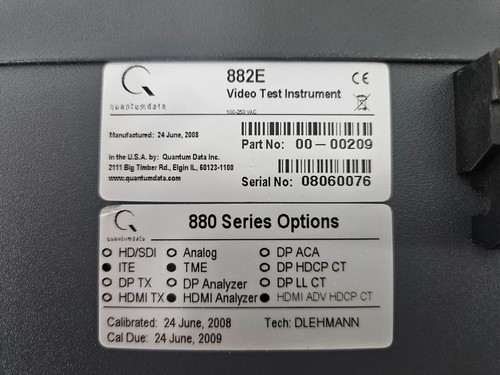 882E
Video Test Instrument
quantumdata
100-250 VAC
Manufactured: 24 June, 2008
Part No: 00-00209
in the U.S.A. by: Quantum Data Inc.
2111 Big Timber Rd., Elgin IL, 60123-1100
www.quantumdata.com
Serial No: 08060076
quantumdata
880 Series Options
HD/SDI Analog DP ACA
ITE TME DP HDCP CT
DP TX DP Analyzer DP LL CT
HDMI TX HDMI Analyzer HDMI ADV HDCP CT
Calibrated: 24 June, 2008 Tech: DLEHMANN
Cal Due: 24 June, 2009